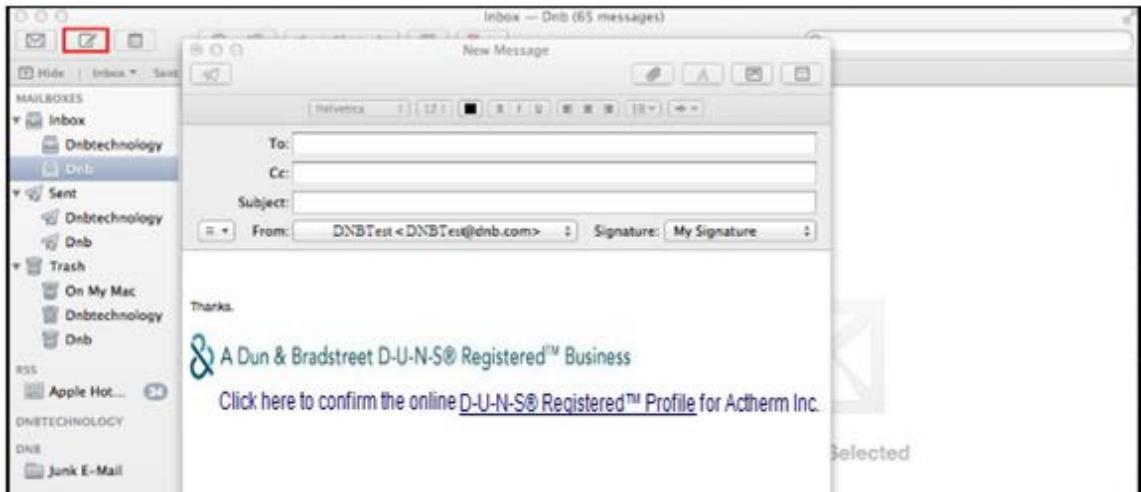 Inbox — Dnb (65 messages)
New Message
Hide Inbox Sent
Helvetica 12 B I U
MAILBOXES
Inbox
Dnbtechnology
Dnb
Sent
Dnbtechnology
Dnb
Trash
On My Mac
Dnbtechnology
Dnb
RSS
Apple Hot... 34
DNBTECHNOLOGY
DNB
Junk E-Mail
To:
Cc:
Subject:
From: DNBTest <DNBTest@dnb.com> Signature: My Signature
Thanks.
A Dun & Bradstreet D-U-N-S® Registered™ Business
Click here to confirm the online D-U-N-S® Registered™ Profile for Actherm Inc.
Selected